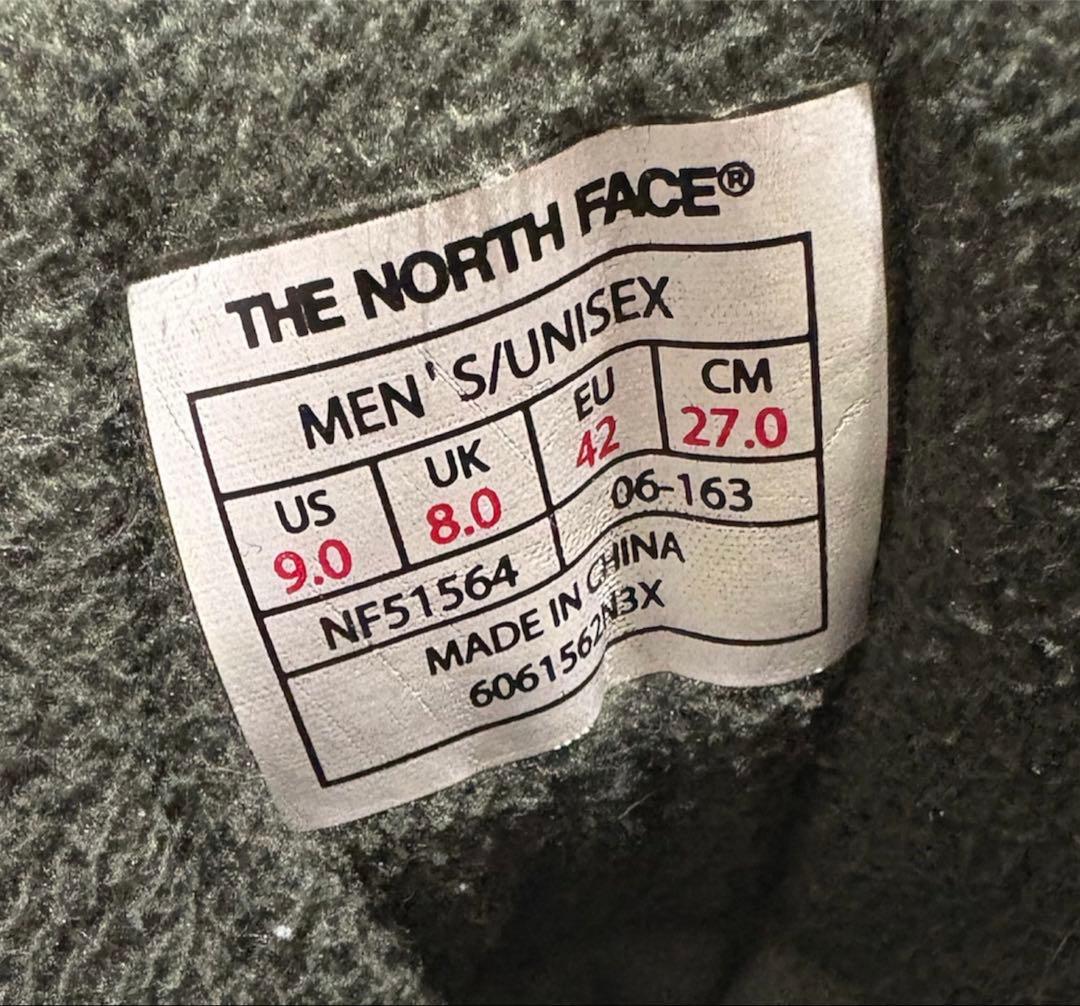 THE NORTH FACE®
MEN'S/UNISEX
US UK EU CM
9.0 8.0 42 27.0
NF51564 06-163
MADE IN CHINA
6061562N3X